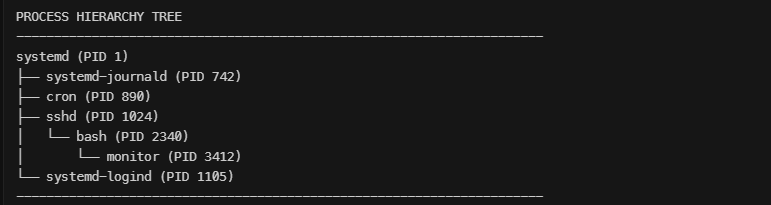 PROCESS HIERARCHY TREE
----------------------------------------------------------------------
systemd (PID 1)
├── systemd-journald (PID 742)
├── cron (PID 890)
├── sshd (PID 1024)
│   └── bash (PID 2340)
│       └── monitor (PID 3412)
└── systemd-logind (PID 1105)
----------------------------------------------------------------------